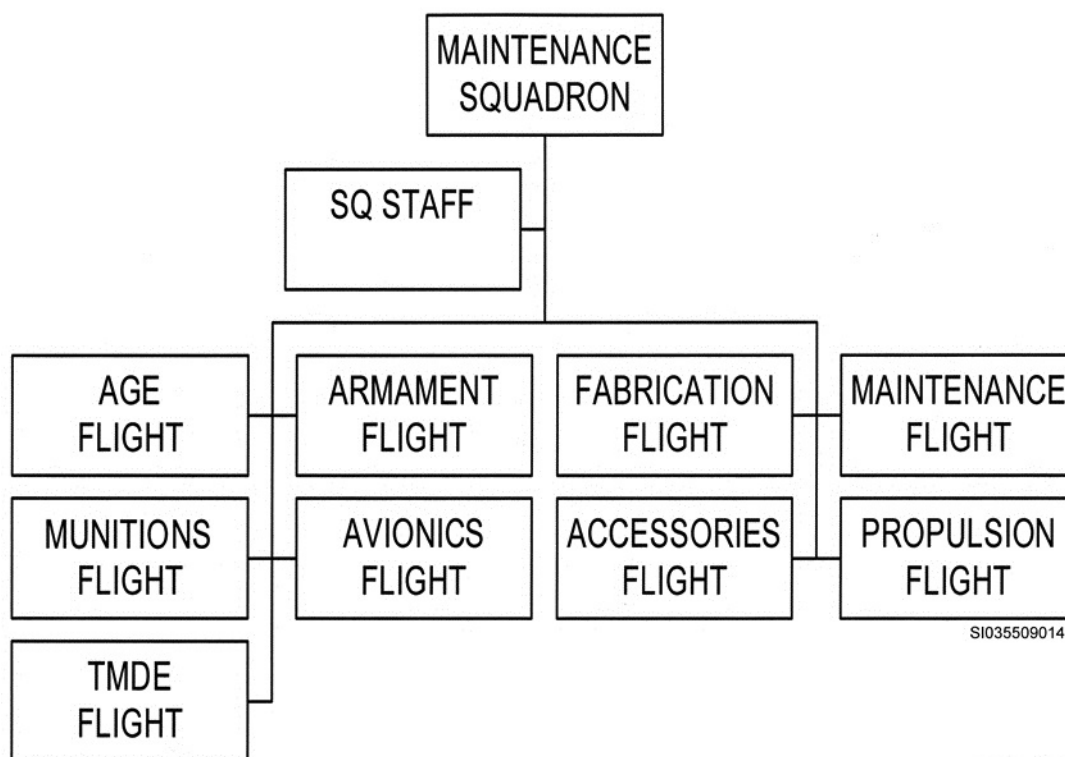 MAINTENANCE
SQUADRON
SQ STAFF
AGE
FLIGHT
ARMAMENT
FLIGHT
FABRICATION
FLIGHT
MAINTENANCE
FLIGHT
MUNITIONS
FLIGHT
AVIONICS
FLIGHT
ACCESSORIES
FLIGHT
PROPULSION
FLIGHT
SI035509014
TMDE
FLIGHT